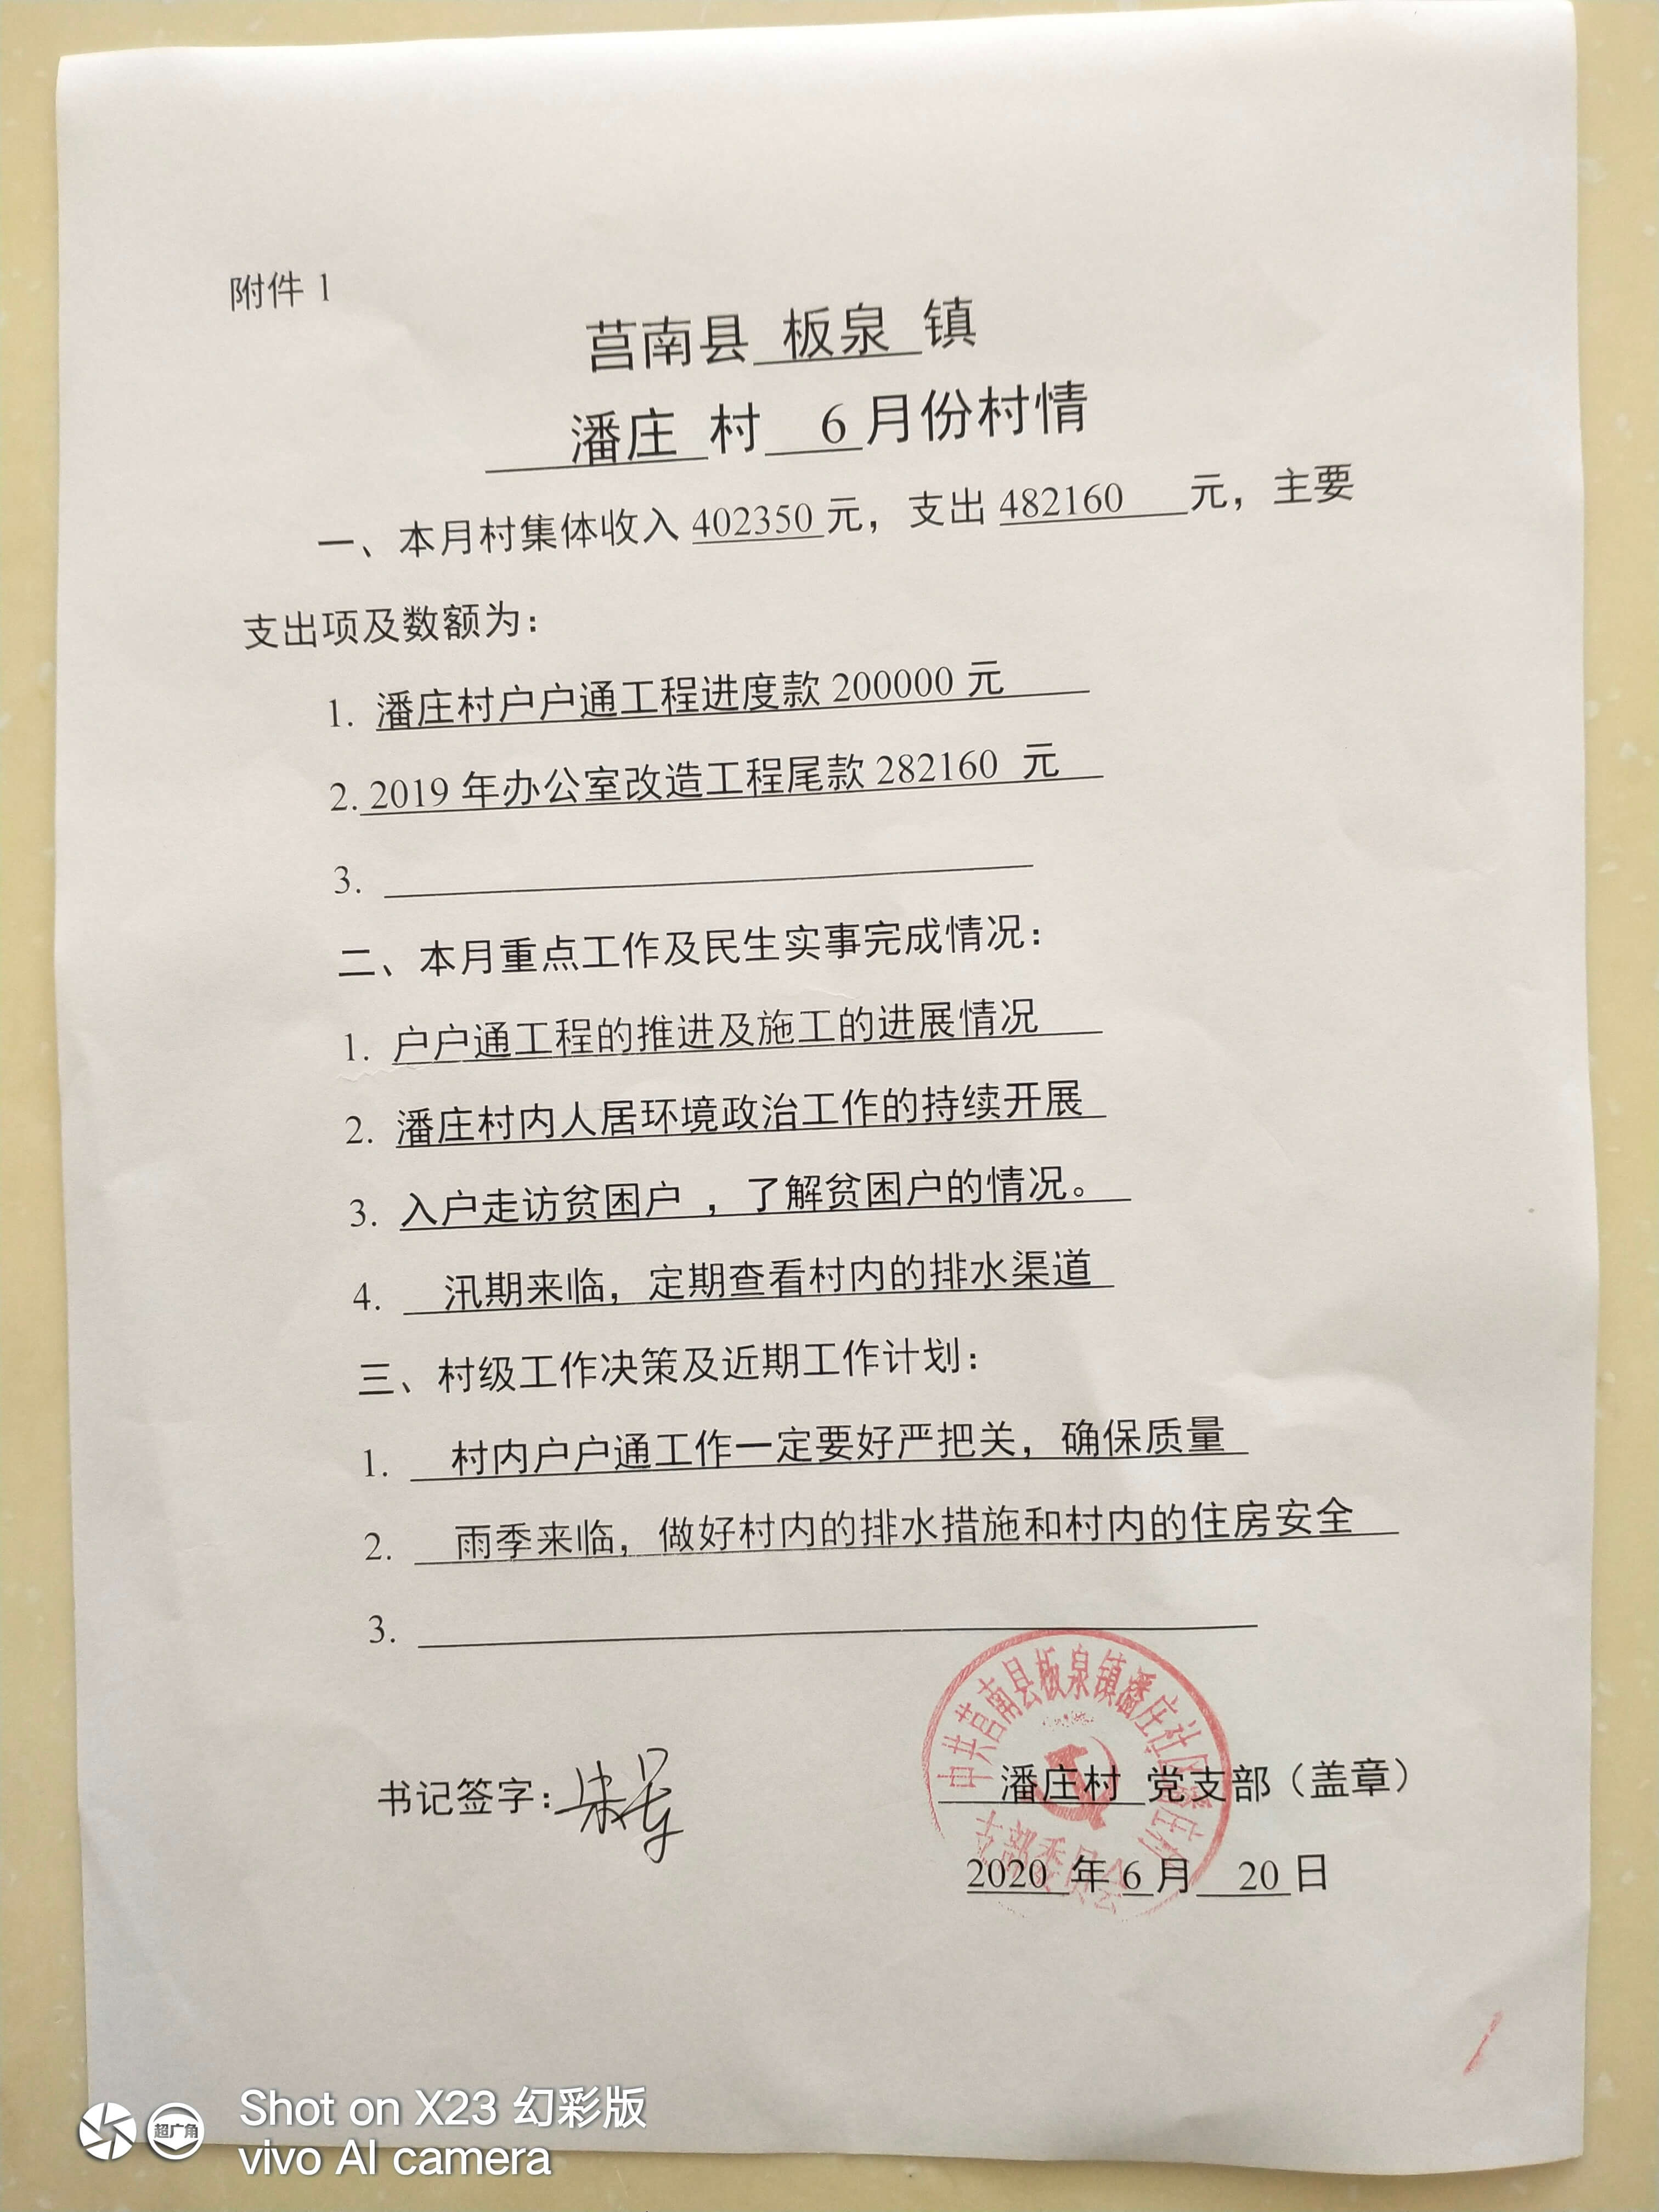 附件 1
莒南县 板泉 镇
潘庄 村 6 月份村情
一、本月村集体收入 402350 元，支出 482160 元，主要
支出项及数额为：
1. 潘庄村户户通工程进度款 200000 元
2. 2019 年办公室改造工程尾款 282160 元
3.
二、本月重点工作及民生实事完成情况：
1. 户户通工程的推进及施工的进展情况
2. 潘庄村内人居环境政治工作的持续开展
3. 入户走访贫困户 ，了解贫困户的情况。
4. 汛期来临，定期查看村内的排水渠道
三、村级工作决策及近期工作计划：
1. 村内户户通工作一定要好严把关，确保质量
2. 雨季来临，做好村内的排水措施和村内的住房安全
3.
中共莒南县板泉镇潘庄社区潘庄村
支部委员会
书记签字：
潘庄村 党支部（盖章）
2020 年 6 月 20 日
超广角
Shot on X23 幻彩版
vivo AI camera